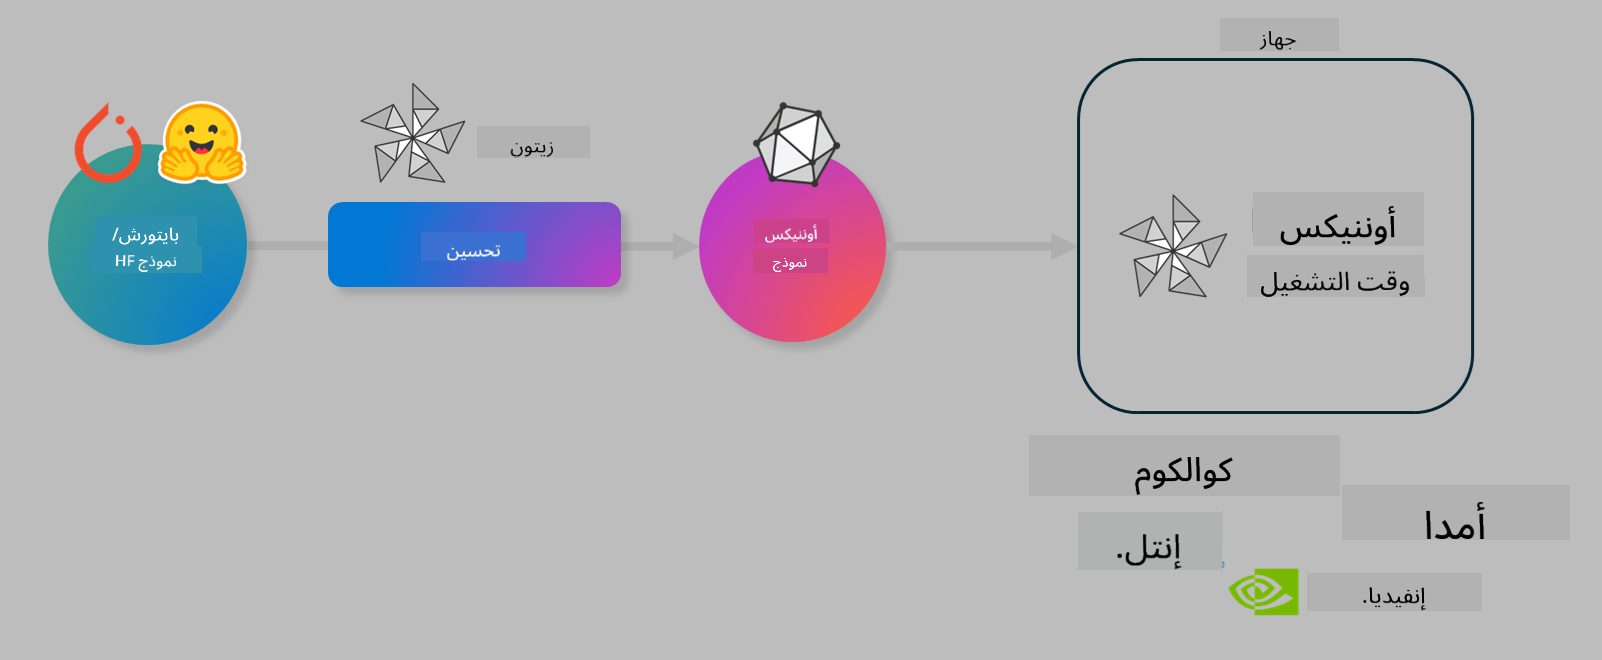 جهاز
زيتون
بايتورش/
نموذج HF
تحسين
أوننيكس
نموذج
أوننيكس
وقت التشغيل
كوالكوم
أمدا
إنتل.
إنفيديا.